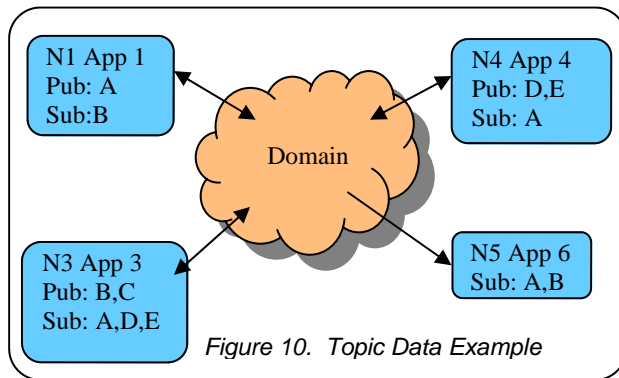 N1 App 1
Pub: A
Sub:B
N4 App 4
Pub: D,E
Sub: A
Domain
N3 App 3
Pub: B,C
Sub: A,D,E
N5 App 6
Sub: A,B
Figure 10. Topic Data Example